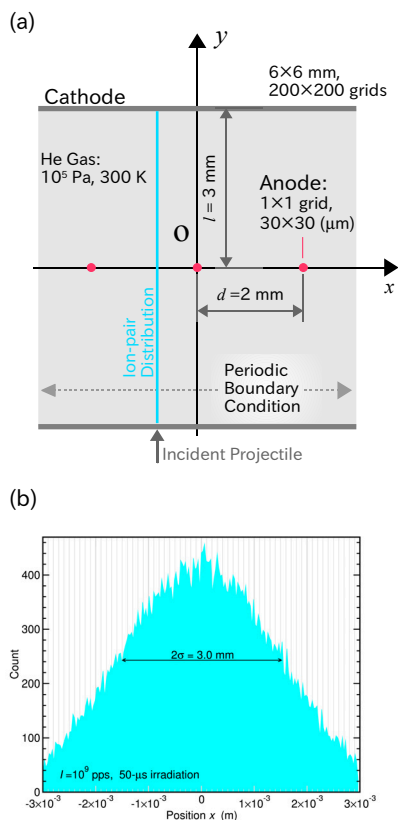 (a)
y
6×6 mm,
200×200 grids
Cathode
He Gas:
10⁵ Pa, 300 K
l = 3 mm
Anode:
1×1 grid,
30×30 (μm)
O
x
d =2 mm
Ion-pair
Distribution
Periodic
Boundary
Condition
Incident Projectile
(b)
400
300
200
100
0
Count
2σ = 3.0 mm
I=10⁹ pps, 50-μs irradiation
-3×10⁻³ -2×10⁻³ -1×10⁻³ 0 1×10⁻³ 2×10⁻³ 3×10⁻³
Position x (m)